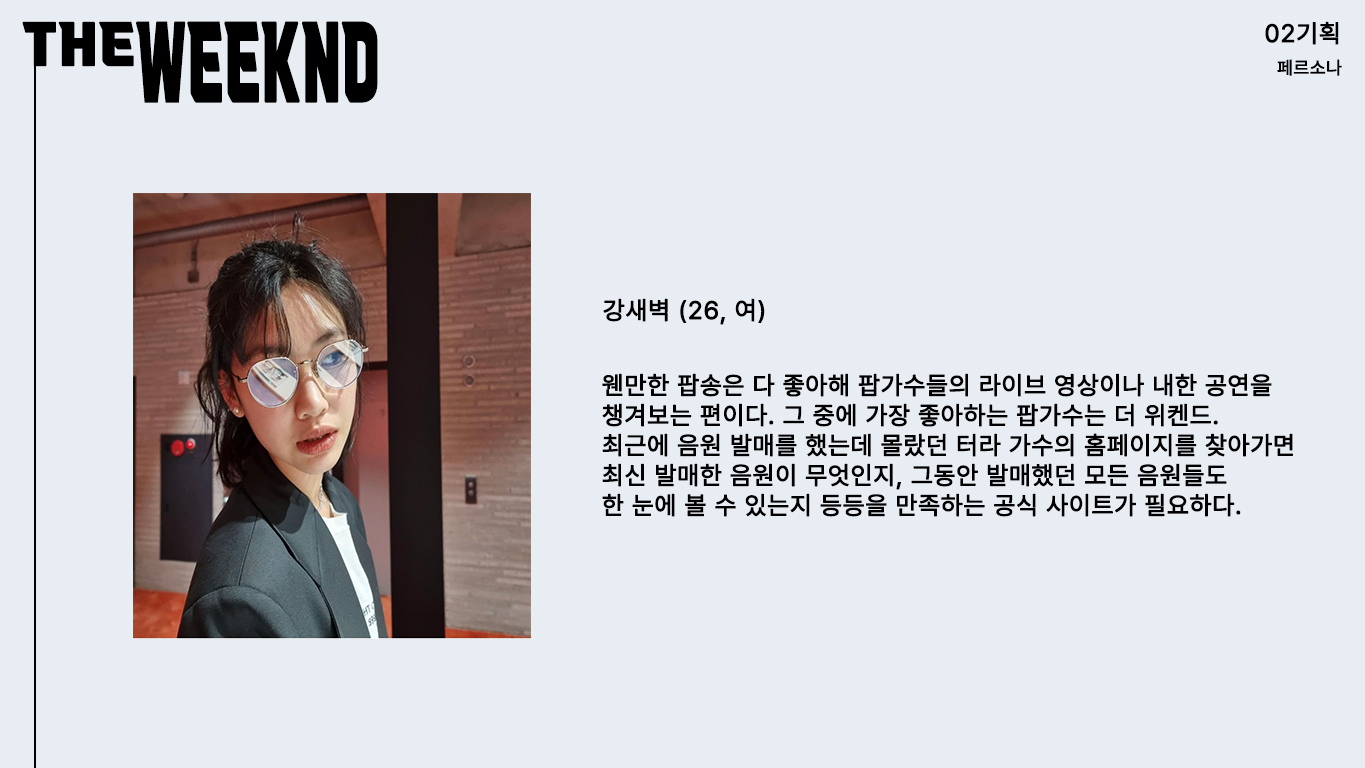 THE WEEKND
02기획
페르소나
강새벽 (26, 여)
웬만한 팝송은 다 좋아해 팝가수들의 라이브 영상이나 내한 공연을
챙겨보는 편이다. 그 중에 가장 좋아하는 팝가수는 더 위켄드.
최근에 음원 발매를 했는데 몰랐던 터라 가수의 홈페이지를 찾아가면
최신 발매한 음원이 무엇인지, 그동안 발매했던 모든 음원들도
한 눈에 볼 수 있는지 등등을 만족하는 공식 사이트가 필요하다.